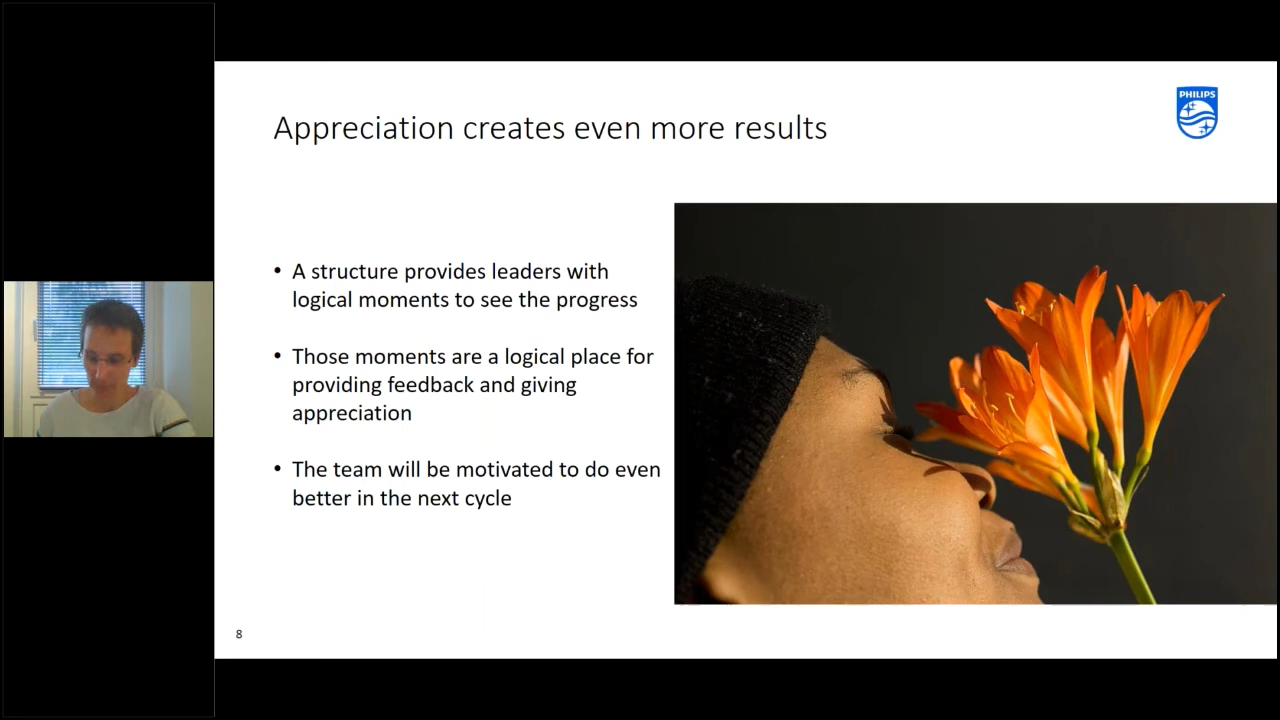 PHILIPS
Appreciation creates even more results
• A structure provides leaders with
logical moments to see the progress
• Those moments are a logical place for
providing feedback and giving
appreciation
• The team will be motivated to do even
better in the next cycle
8